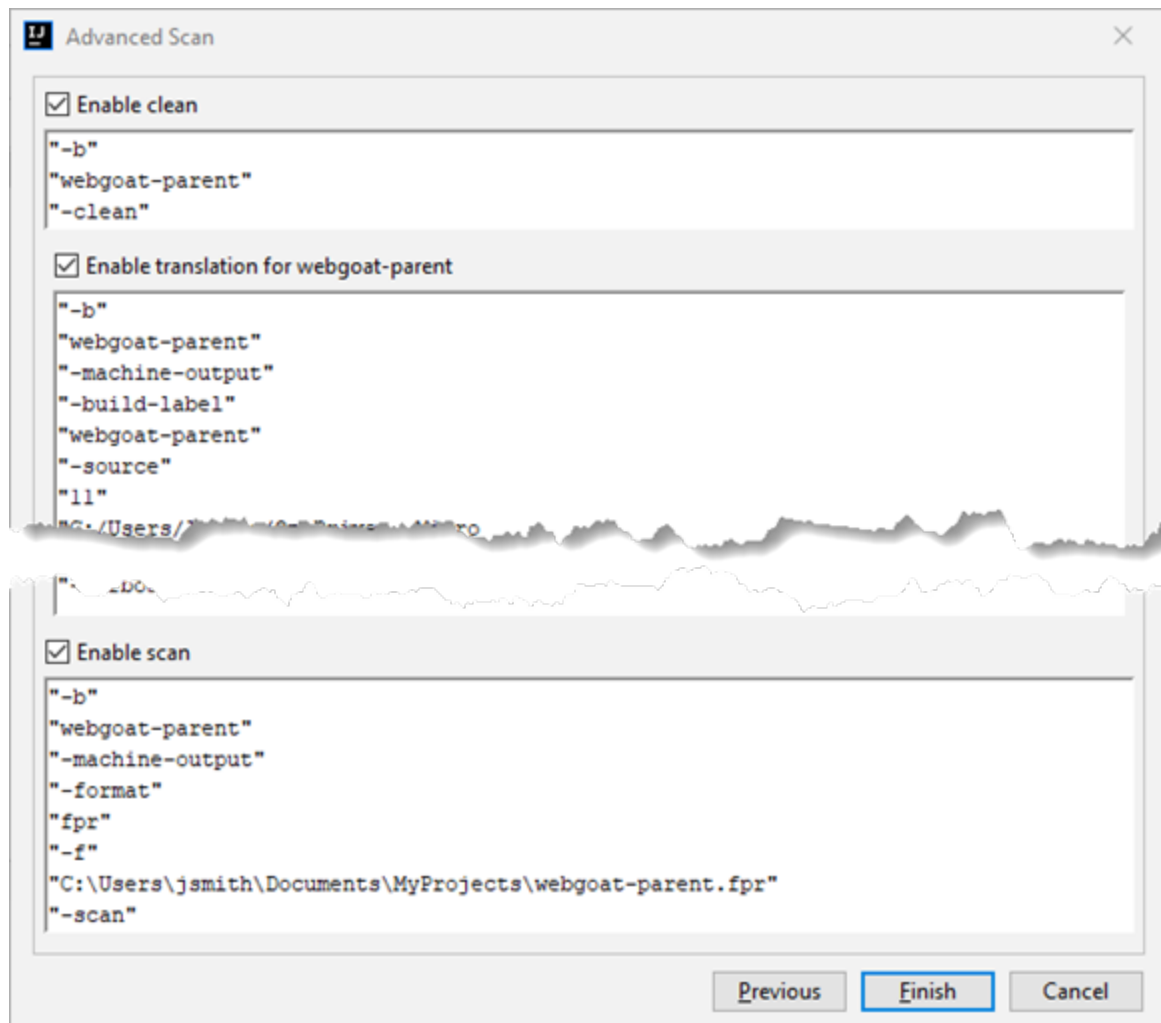 IJ
Advanced Scan
Enable clean
"-b"
"webgoat-parent"
"-clean"
Enable translation for webgoat-parent
"-b"
"webgoat-parent"
"-machine-output"
"-build-label"
"webgoat-parent"
"-source"
"11"
Enable scan
"-b"
"webgoat-parent"
"-machine-output"
"-format"
"fpr"
"-f"
"C:\Users\jsmith\Documents\MyProjects\webgoat-parent.fpr"
"-scan"
Previous
Finish
Cancel